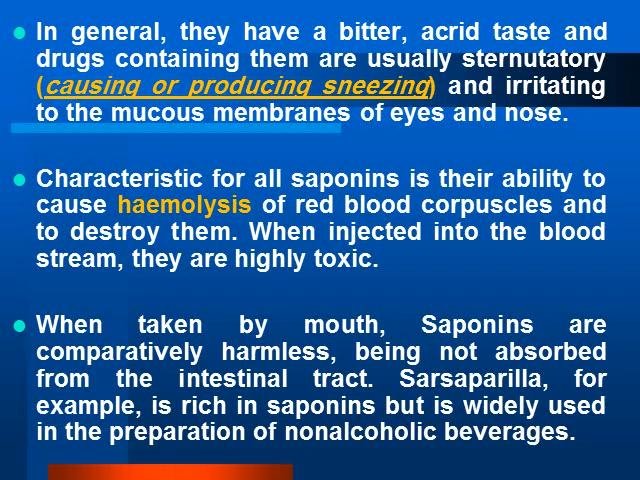 In general, they have a bitter, acrid taste and
drugs containing them are usually sternutatory
(causing or producing sneezing) and irritating
to the mucous membranes of eyes and nose.
Characteristic for all saponins is their ability to
cause haemolysis of red blood corpuscles and
to destroy them. When injected into the blood
stream, they are highly toxic.
When taken by mouth, Saponins are
comparatively harmless, being not absorbed
from the intestinal tract. Sarsaparilla, for
example, is rich in saponins but is widely used
in the preparation of nonalcoholic beverages.